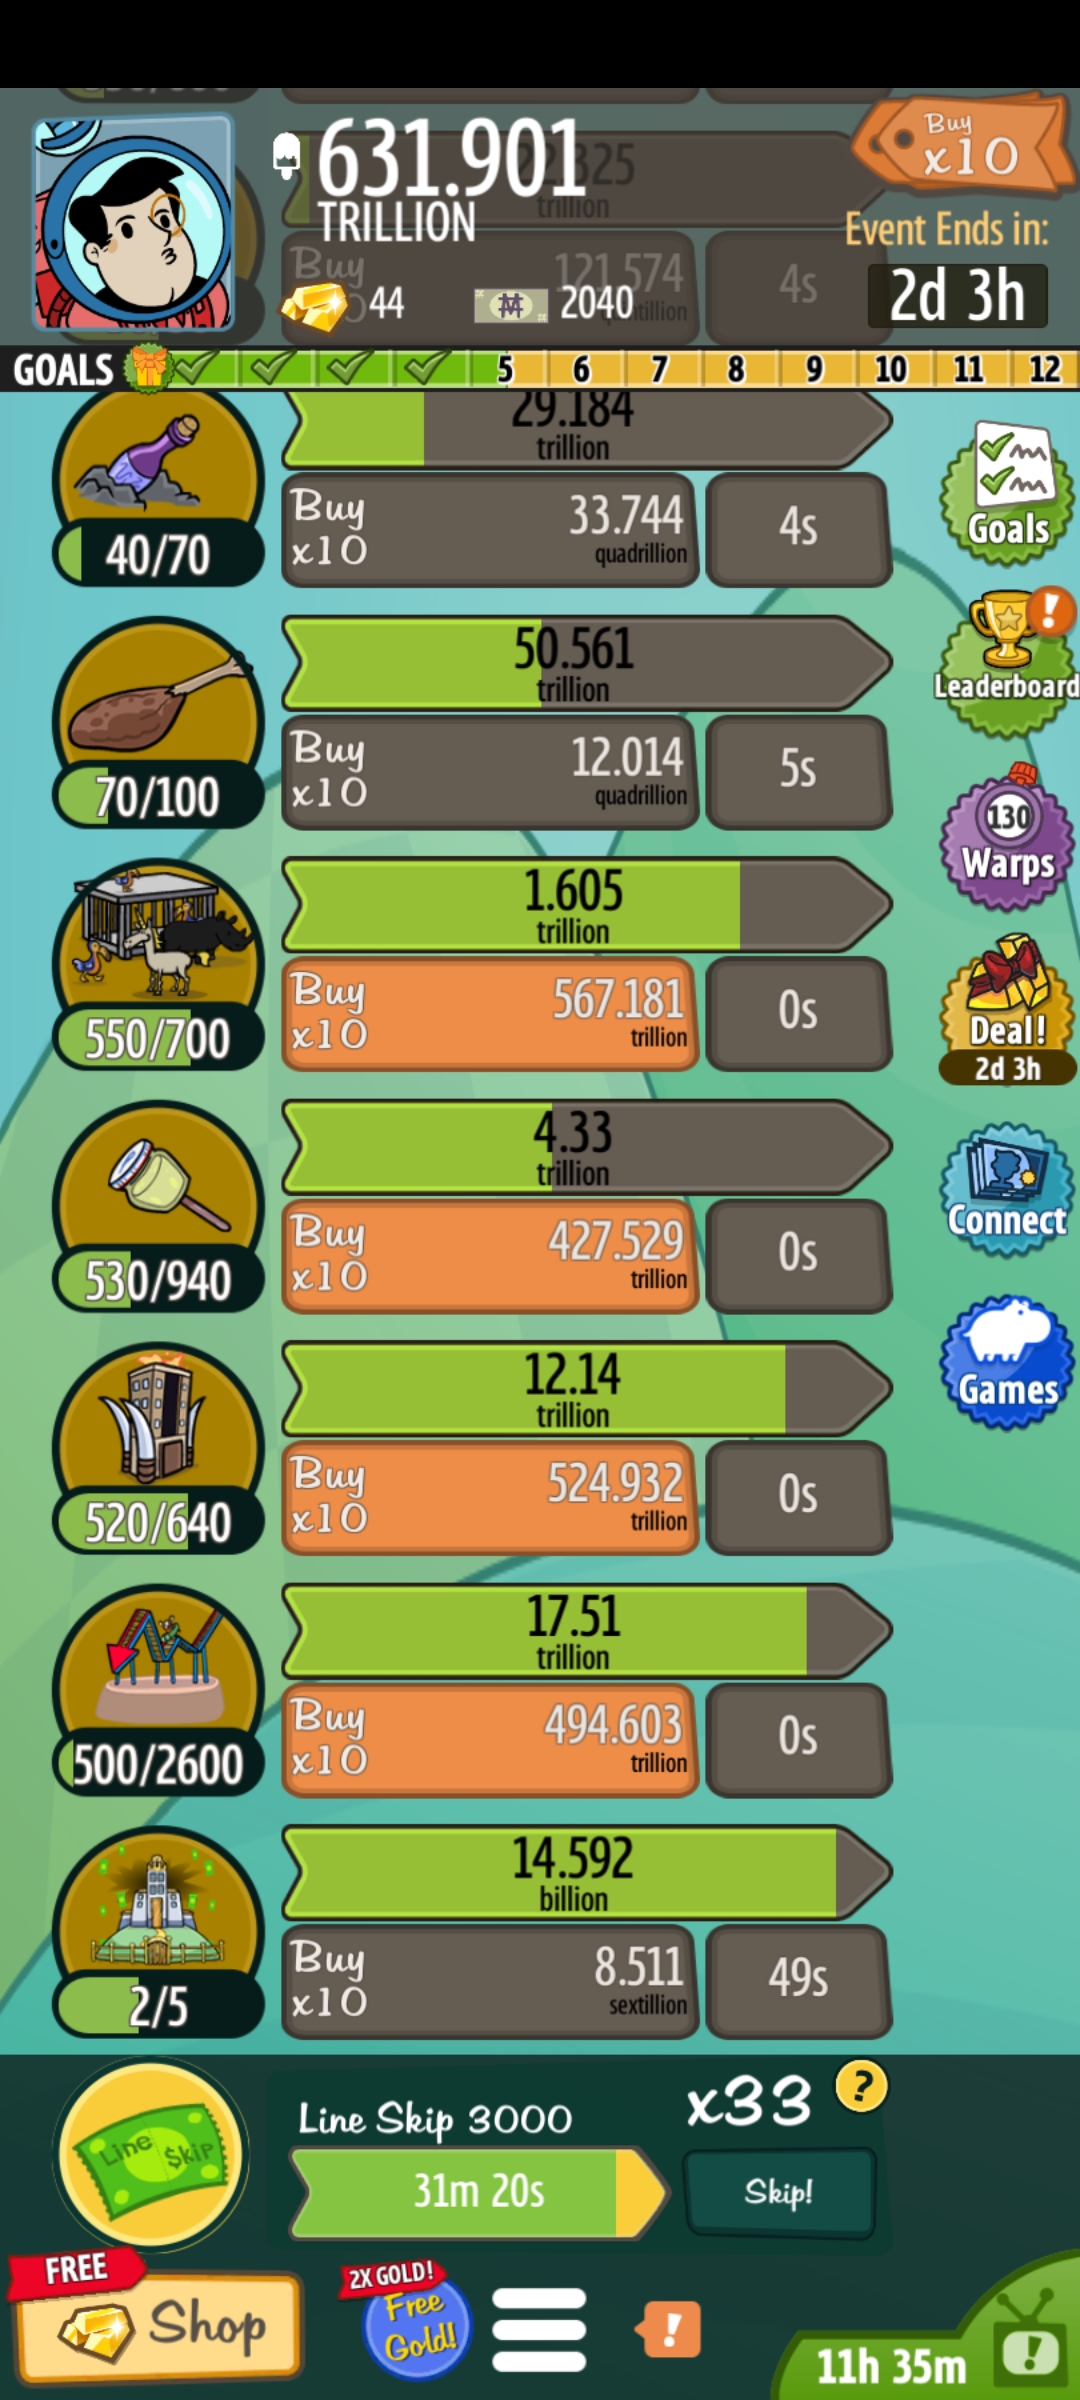 631.901
TRILLION
Buy
x10
Event Ends in:
2d 3h
44
2040
trillion
Buy
121.574
4s
GOALS 5 6 7 8 9 10 11 12
29.184
trillion
40/70
Buy
x10
33.744
quadrillion
4s
Goals
50.561
trillion
70/100
Buy
x10
12.014
quadrillion
5s
Leaderboard
130
Warps
1.605
trillion
550/700
Buy
x10
567.181
trillion
0s
Deal!
2d 3h
4.33
trillion
530/940
Buy
x10
427.529
trillion
0s
Connect
12.14
trillion
520/640
Buy
x10
524.932
trillion
0s
Games
17.51
trillion
500/2600
Buy
x10
494.603
trillion
0s
14.592
billion
2/5
Buy
x10
8.511
sextillion
49s
Line $kip
Line Skip 3000
x33
?
31m 20s
Skip!
FREE
Shop
2X GOLD!
Free
Gold!
!
11h 35m
!